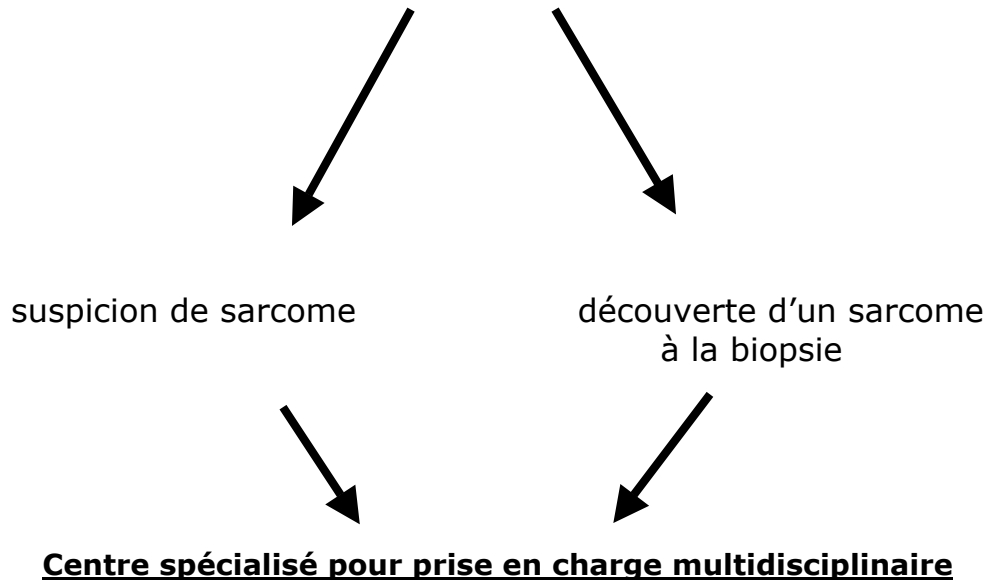 suspicion de sarcome
découverte d’un sarcome
à la biopsie
Centre spécialisé pour prise en charge multidisciplinaire